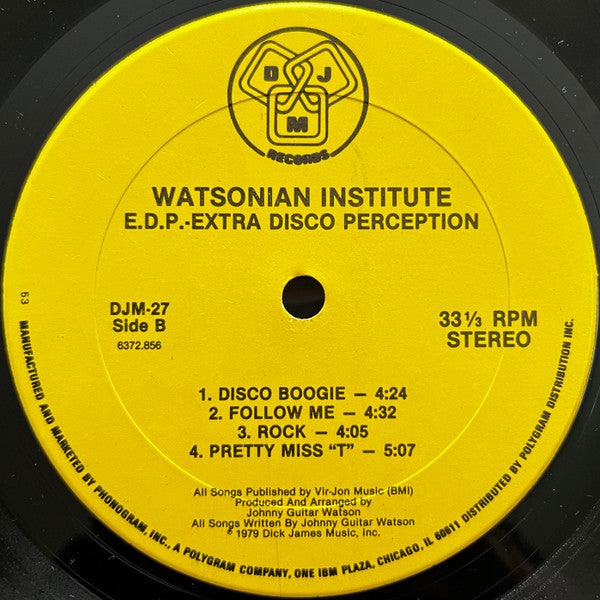 D J
M
RECORDS
WATSONIAN INSTITUTE
E.D.P.-EXTRA DISCO PERCEPTION
DJM-27
Side B
6372.856
33⅓ RPM
STEREO
1. DISCO BOOGIE — 4:24
2. FOLLOW ME — 4:32
3. ROCK — 4:05
4. PRETTY MISS “T” — 5:07
All Songs Published by Vir-Jon Music (BMI)
Produced And Arranged by
Johnny Guitar Watson
All Songs Written By Johnny Guitar Watson
℗ 1979 Dick James Music, Inc.
53
MANUFACTURED AND MARKETED BY PHONOGRAM, INC., A POLYGRAM COMPANY, ONE IBM PLAZA, CHICAGO, IL 60611 DISTRIBUTED BY POLYGRAM DISTRIBUTION INC.